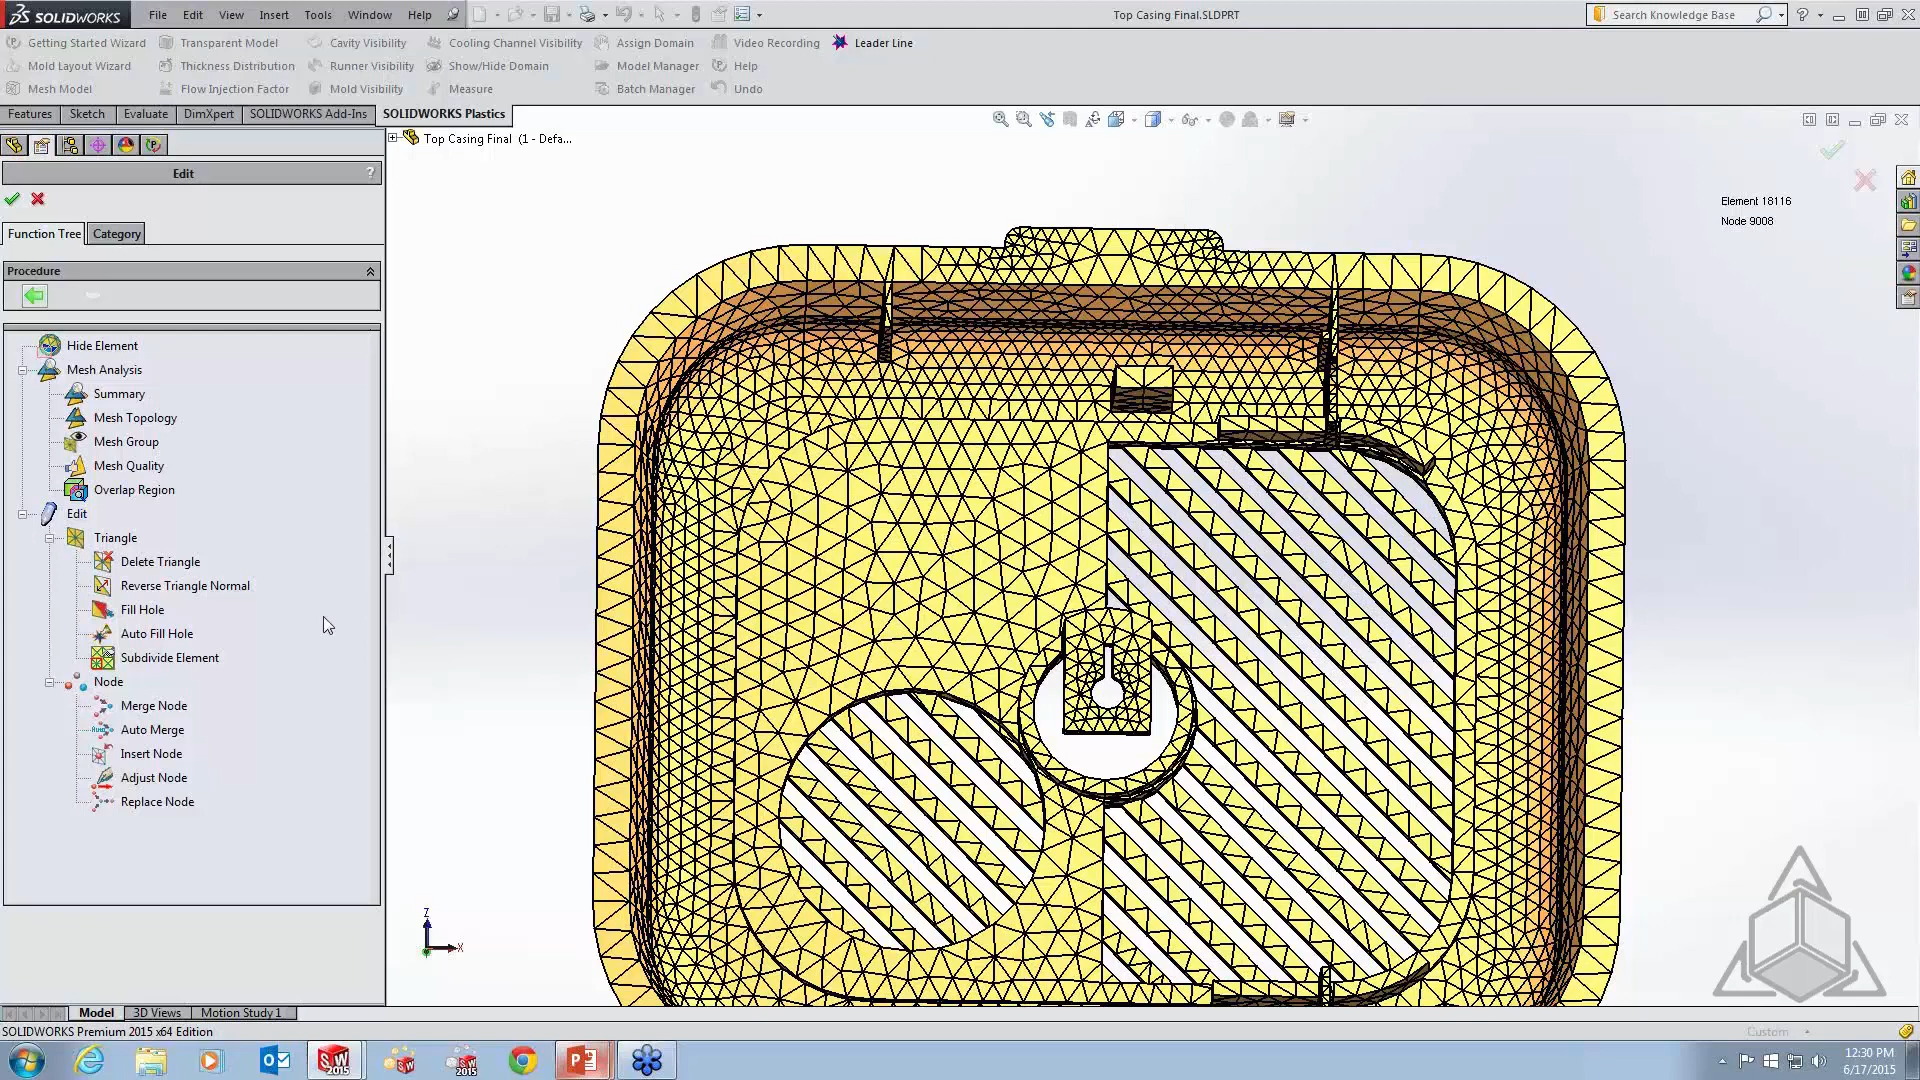 SOLIDWORKS File Edit View Insert Tools Window Help Top Casing Final.SLDPRT Search Knowledge Base
Getting Started Wizard Transparent Model Cavity Visibility Cooling Channel Visibility Assign Domain Video Recording Leader Line
Mold Layout Wizard Thickness Distribution Runner Visibility Show/Hide Domain Model Manager Help
Mesh Model Flow Injection Factor Mold Visibility Measure Batch Manager Undo
Features Sketch Evaluate DimXpert SOLIDWORKS Add-Ins SOLIDWORKS Plastics
Top Casing Final (1 - Defa...
Edit ?
Function Tree Category
Procedure
Hide Element
Mesh Analysis
Summary
Mesh Topology
Mesh Group
Mesh Quality
Overlap Region
Edit
Triangle
Delete Triangle
Reverse Triangle Normal
Fill Hole
Auto Fill Hole
Subdivide Element
Node
Merge Node
Auto Merge
Insert Node
Adjust Node
Replace Node
Element 18116
Node 9008
Z
X
Model 3D Views Motion Study 1
SOLIDWORKS Premium 2015 x64 Edition Custom
12:30 PM
6/17/2015